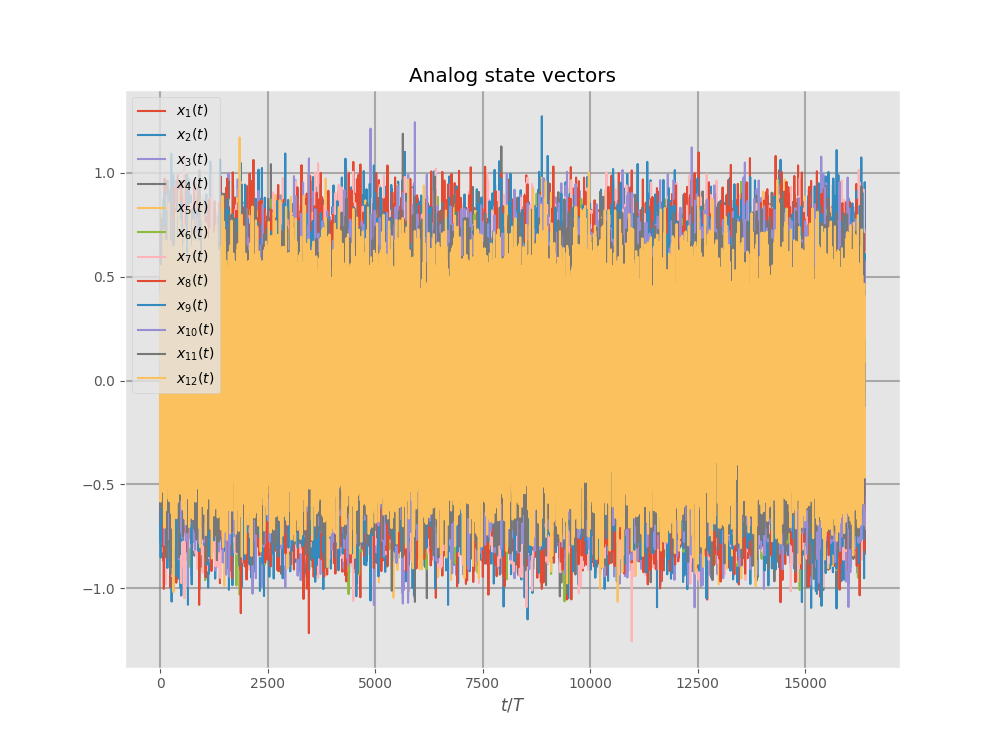 Analog state vectors
x₁(t)
x₂(t)
x₃(t)
x₄(t)
x₅(t)
x₆(t)
x₇(t)
x₈(t)
x₉(t)
x₁₀(t)
x₁₁(t)
x₁₂(t)
1.0
0.5
0.0
−0.5
−1.0
0 2500 5000 7500 10000 12500 15000
t/T